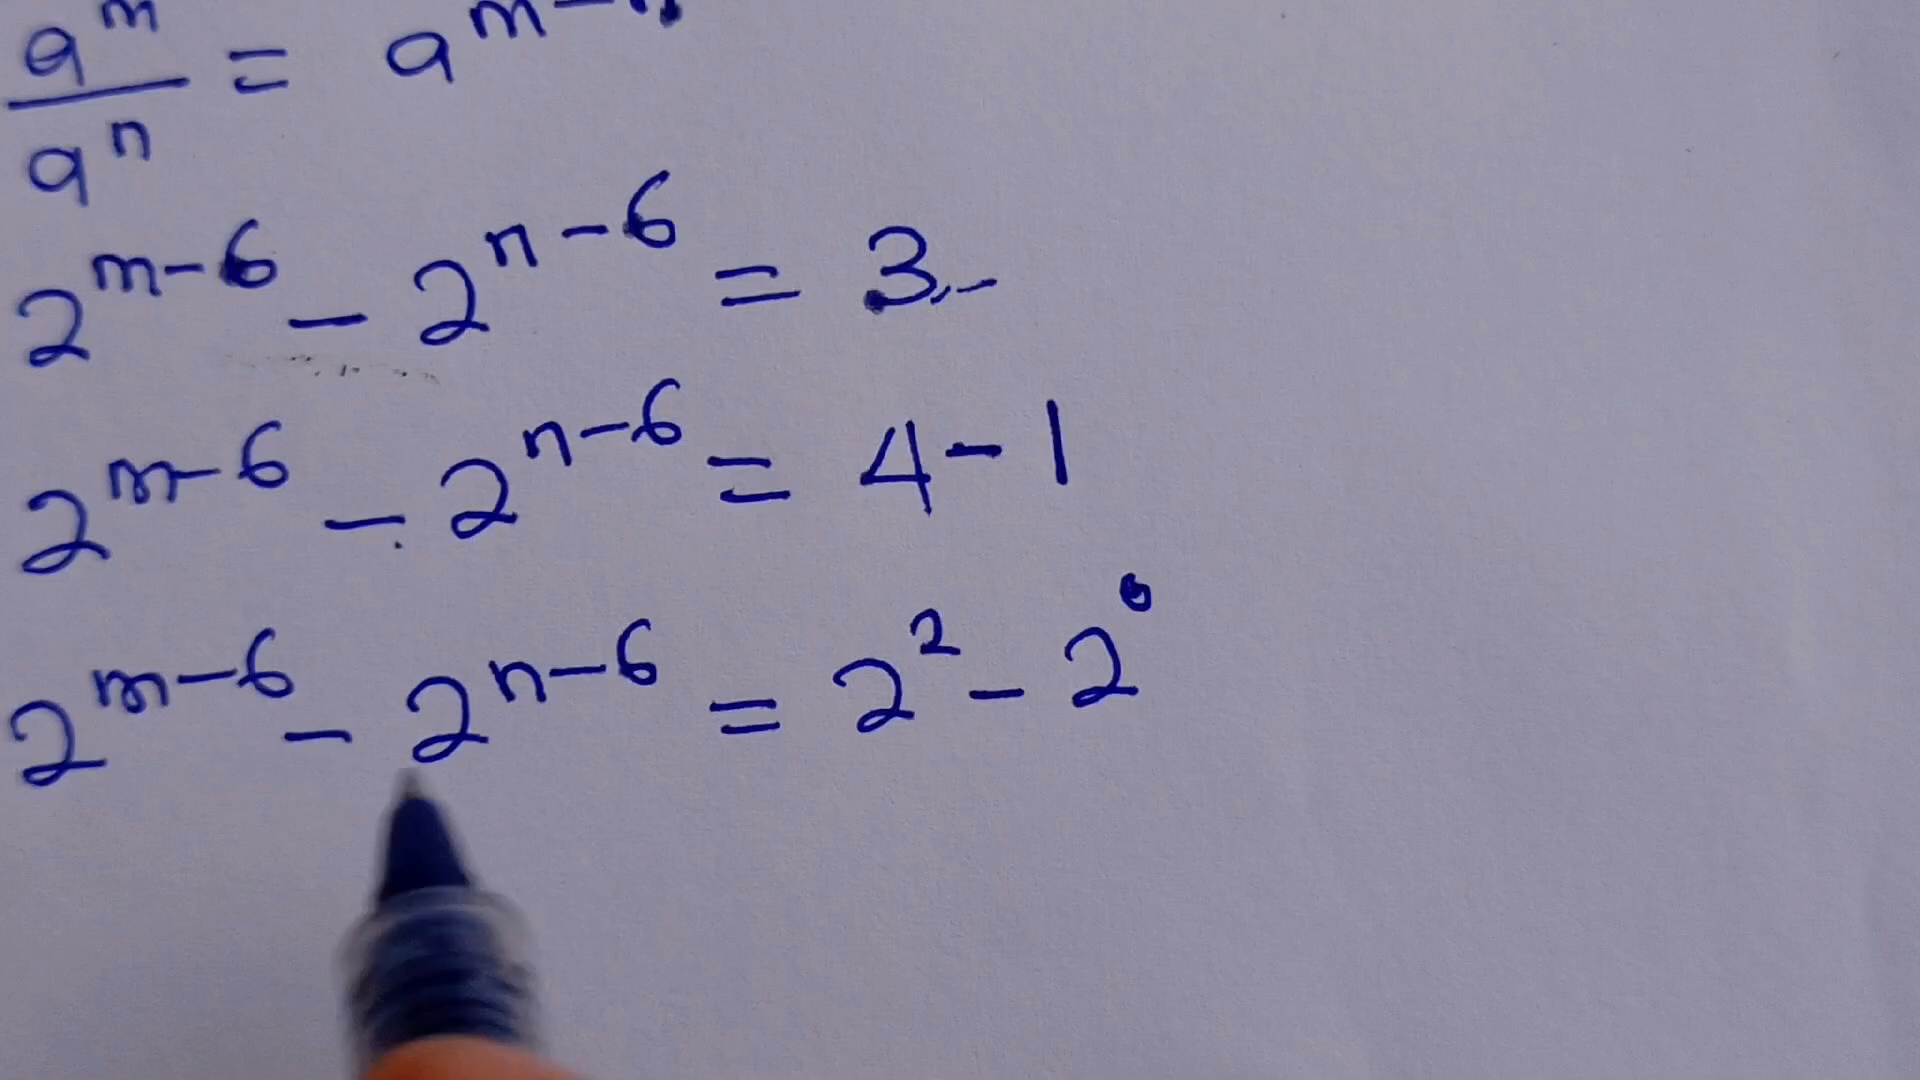 a^m/a^n = a^m-
2^m-6 - 2^n-6 = 3
2^m-6 - 2^n-6 = 4-1
2^m-6 - 2^n-6 = 2^2 - 2^0